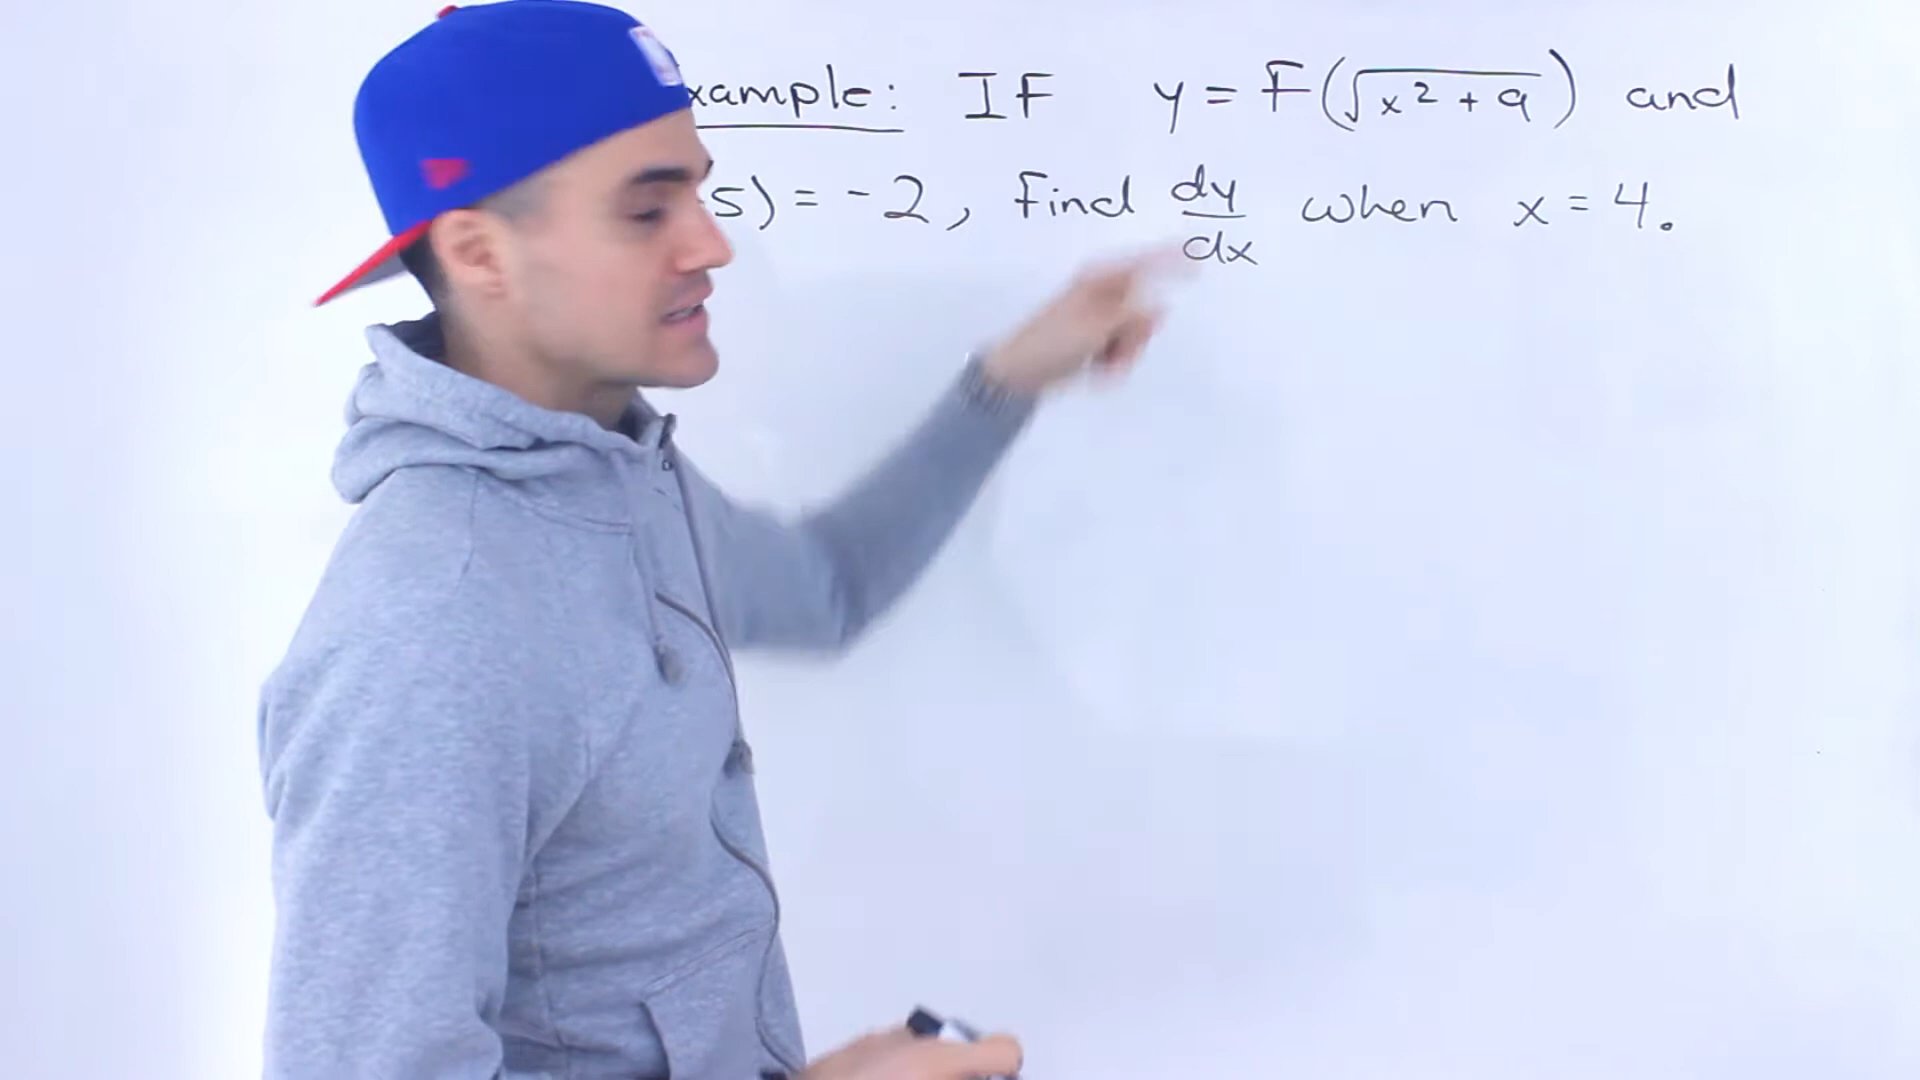 xample: IF y = F(√x² + 9) and
5) = -2, Find dy/dx when x = 4.